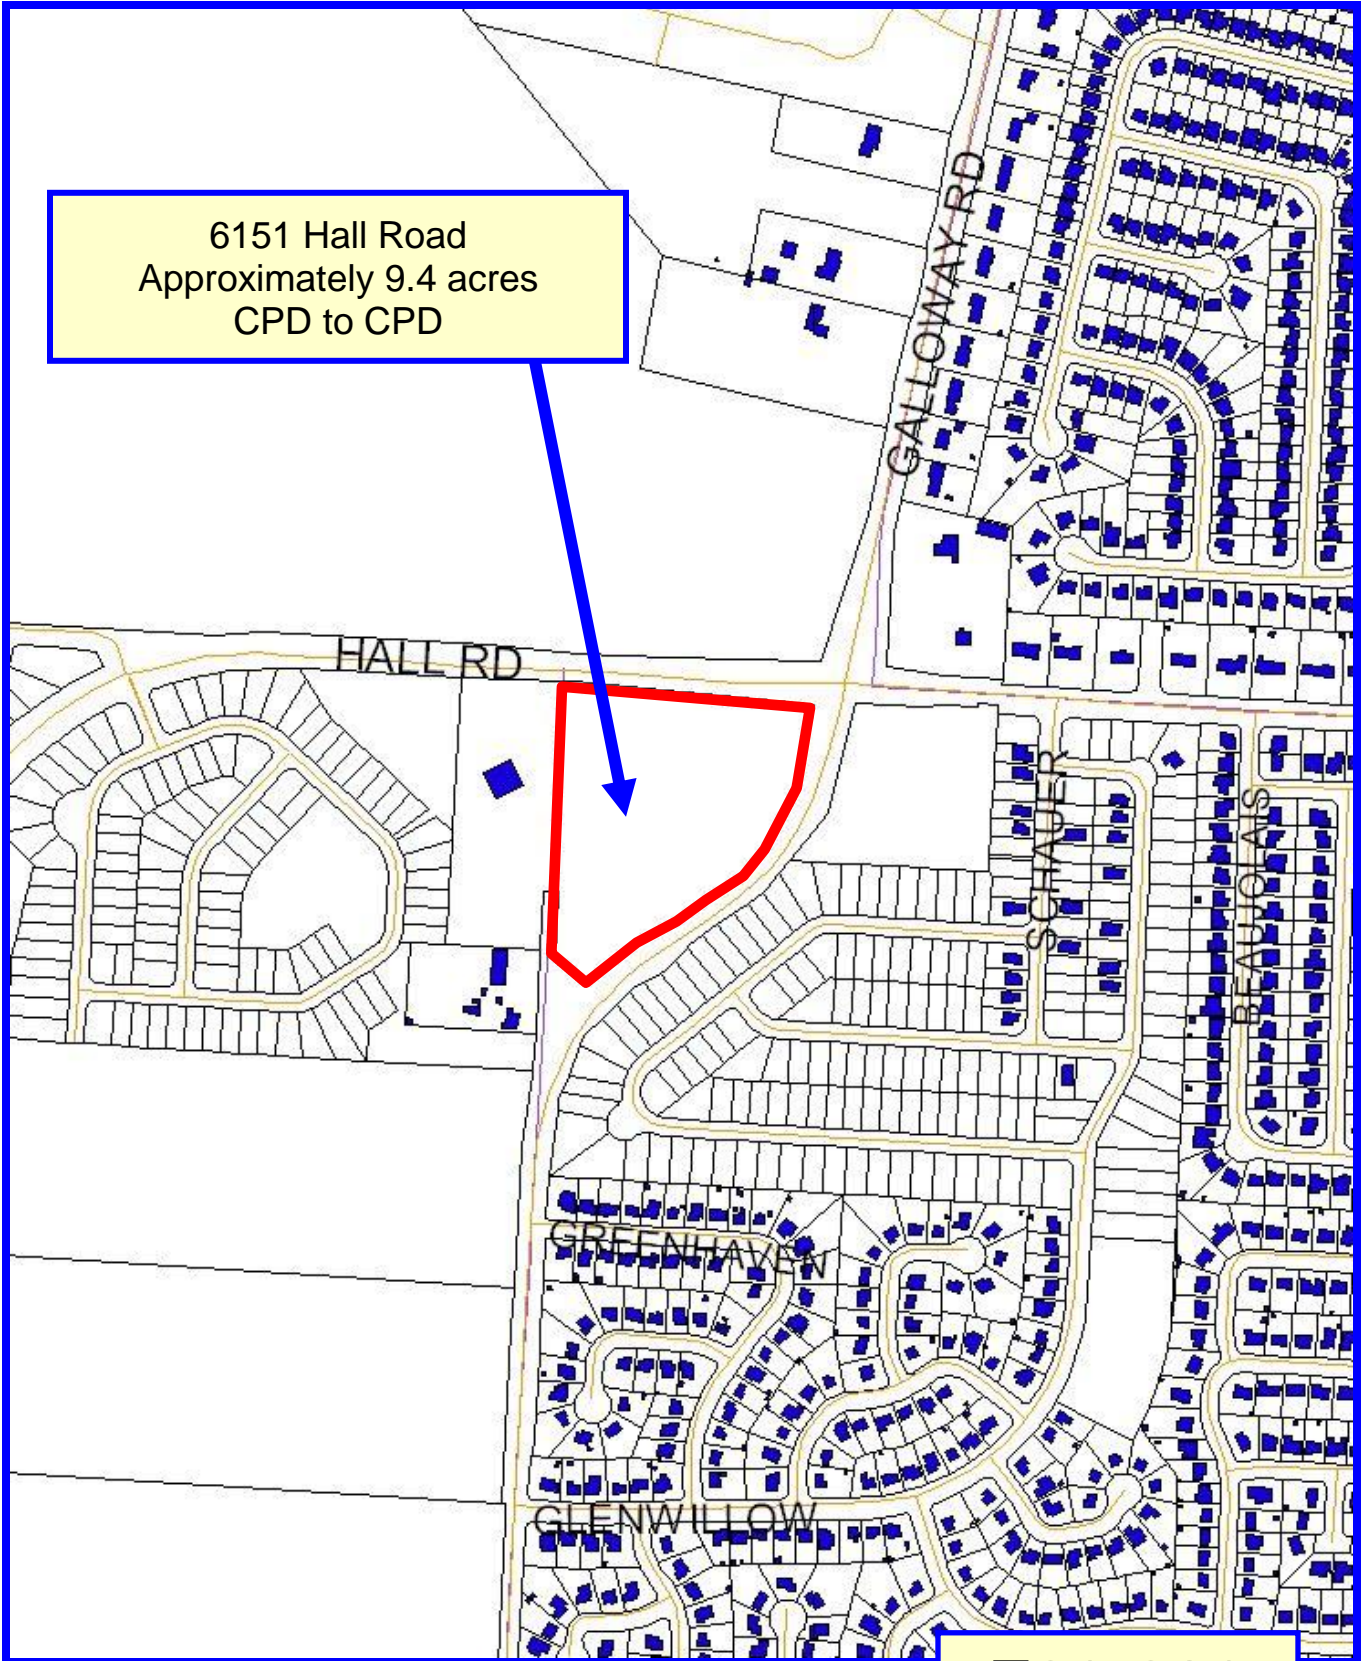 6151 Hall Road
Approximately 9.4 acres
CPD to CPD
GALLOWAY RD
HALL RD
SCHAUER
BEAUJOLAIS
GREENHAVEN
GLENWILLOW